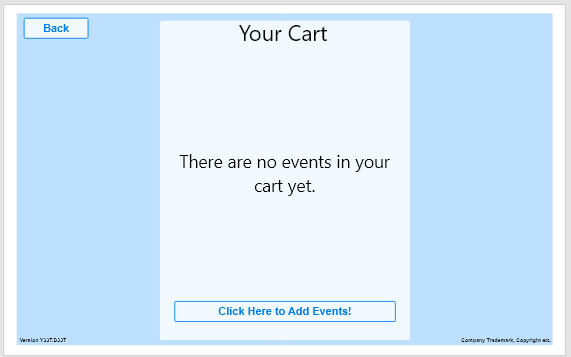 Back
Your Cart
There are no events in your
cart yet.
Click Here to Add Events!
Company Trademark, Copyright etc.